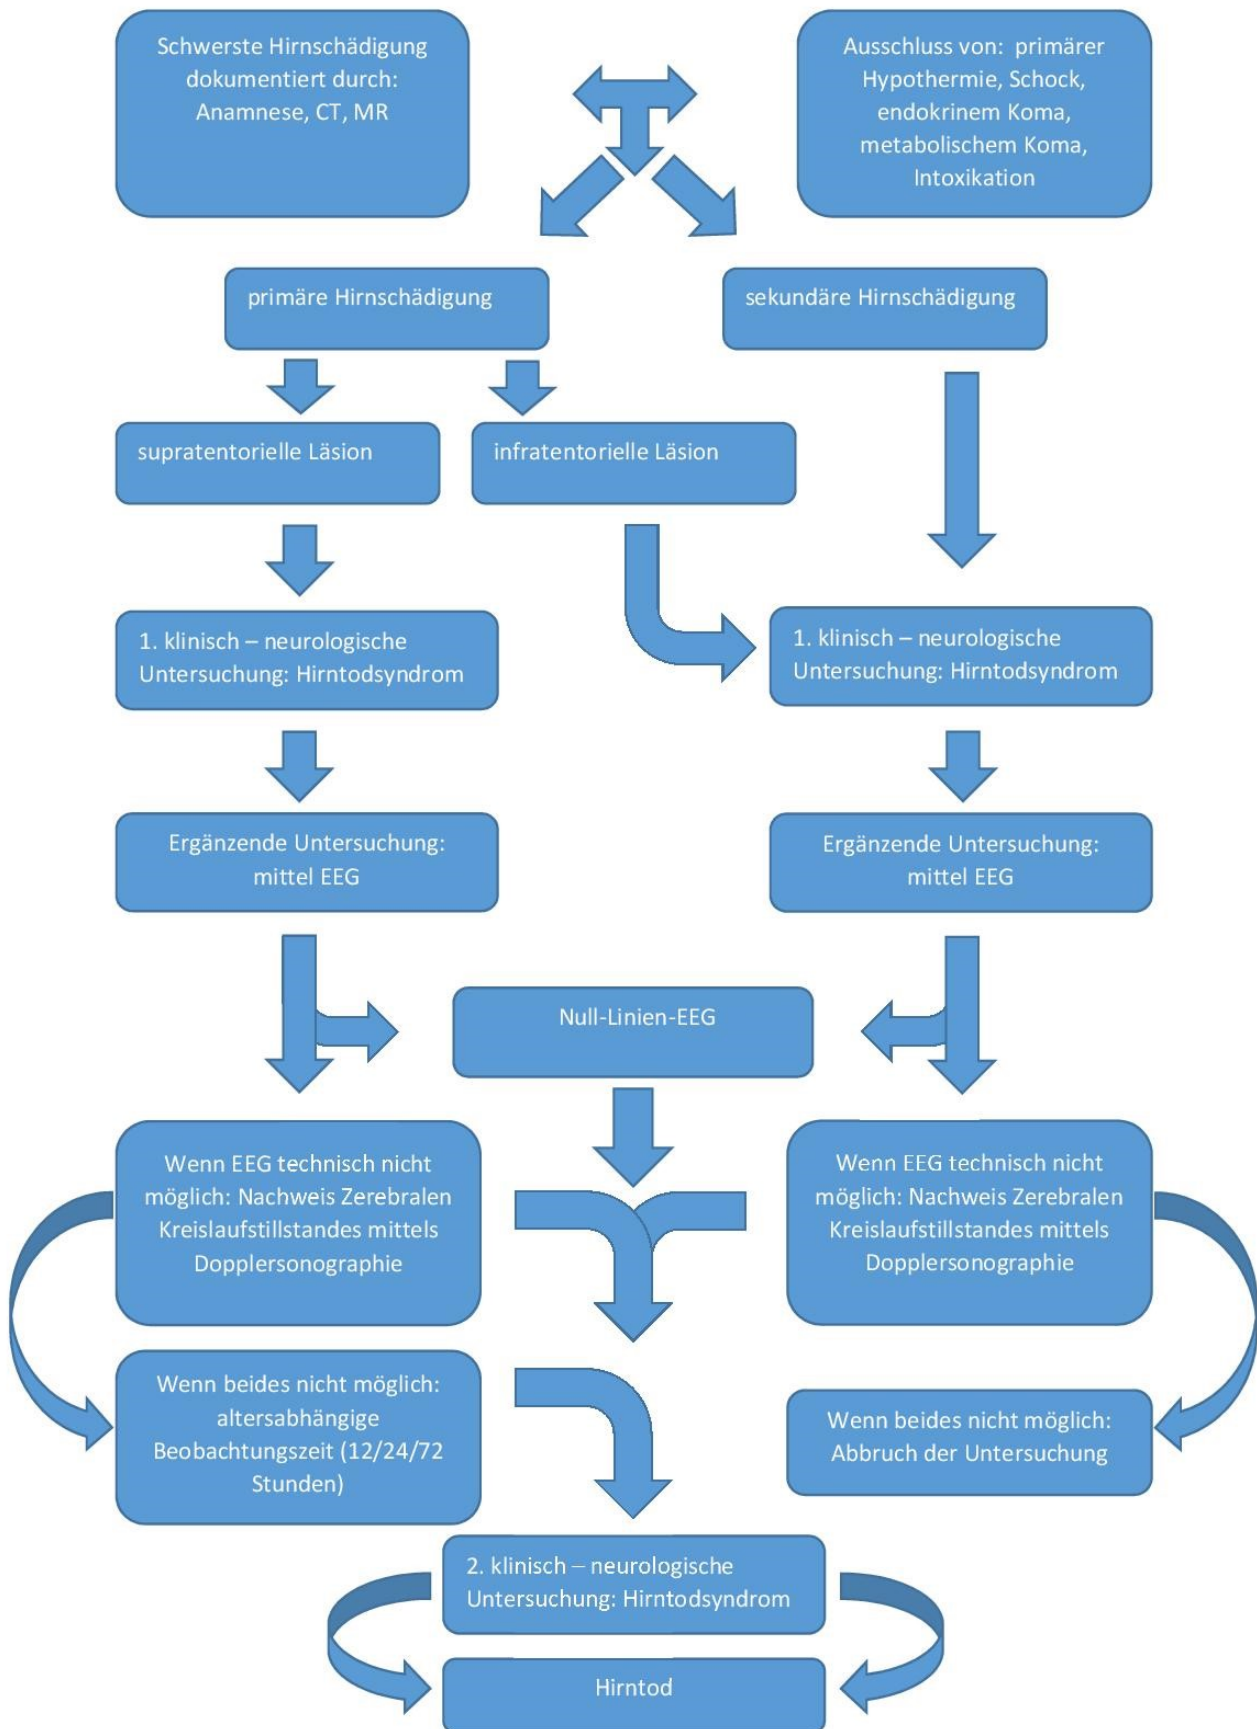 Schwerste Hirnschädigung
dokumentiert durch:
Anamnese, CT, MR
Ausschluss von: primärer
Hypothermie, Schock,
endokrinem Koma,
metabolischem Koma,
Intoxikation
primäre Hirnschädigung
sekundäre Hirnschädigung
supratentorielle Läsion
infratentorielle Läsion
1. klinisch – neurologische
Untersuchung: Hirntodsyndrom
1. klinisch – neurologische
Untersuchung: Hirntodsyndrom
Ergänzende Untersuchung:
mittel EEG
Ergänzende Untersuchung:
mittel EEG
Null-Linien-EEG
Wenn EEG technisch nicht
möglich: Nachweis Zerebralen
Kreislaufstillstandes mittels
Dopplersonographie
Wenn EEG technisch nicht
möglich: Nachweis Zerebralen
Kreislaufstillstandes mittels
Dopplersonographie
Wenn beides nicht möglich:
altersabhängige
Beobachtungszeit (12/24/72
Stunden)
Wenn beides nicht möglich:
Abbruch der Untersuchung
2. klinisch – neurologische
Untersuchung: Hirntodsyndrom
Hirntod